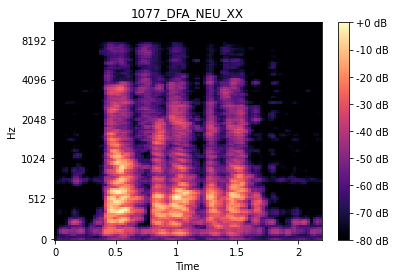 1077_DFA_NEU_XX
+0 dB
8192
-10 dB
4096
-20 dB
-30 dB
2048
Hz
-40 dB
1024
-50 dB
512
-60 dB
-70 dB
0
-80 dB
0
0.5
1
1.5
2
Time